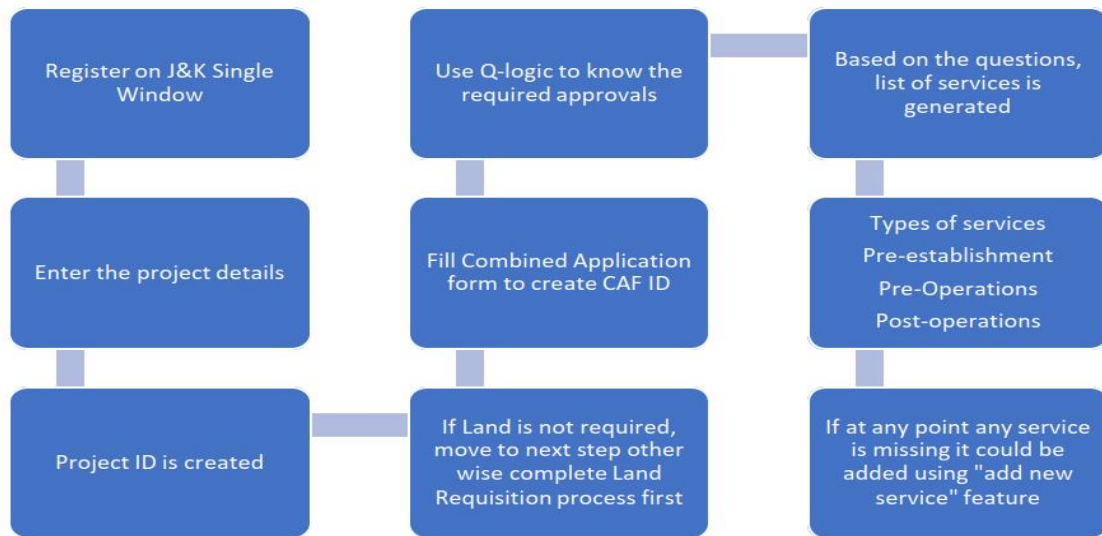 Register on J&K Single
Window
Enter the project details
Project ID is created
If Land is not required,
move to next step other
wise complete Land
Requisition process first
Fill Combined Application
form to create CAF ID
Use Q-logic to know the
required approvals
Based on the questions,
list of services is
generated
Types of services
Pre-establishment
Pre-Operations
Post-operations
If at any point any service
is missing it could be
added using "add new
service" feature